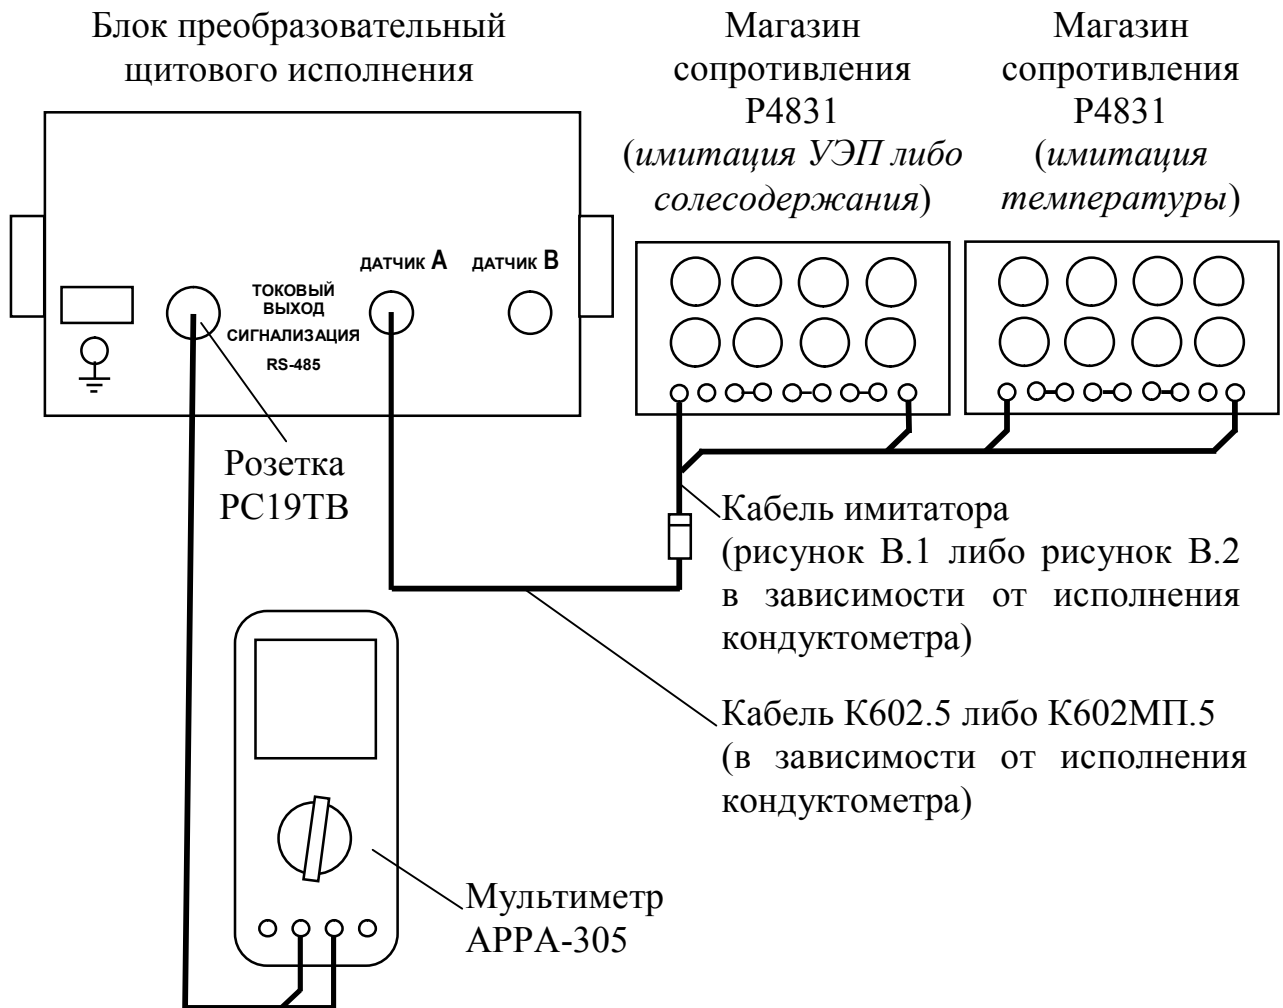 Блок преобразовательный
щитового исполнения
Магазин
сопротивления
Р4831
(имитация УЭП либо
солесодержания)
Магазин
сопротивления
Р4831
(имитация
температуры)
ДАТЧИК А
ДАТЧИК В
ТОКОВЫЙ
ВЫХОД
СИГНАЛИЗАЦИЯ
RS-485
Розетка
РС19ТВ
Кабель имитатора
(рисунок В.1 либо рисунок В.2
в зависимости от исполнения
кондуктометра)
Кабель К602.5 либо К602МП.5
(в зависимости от исполнения
кондуктометра)
Мультиметр
АРРА-305